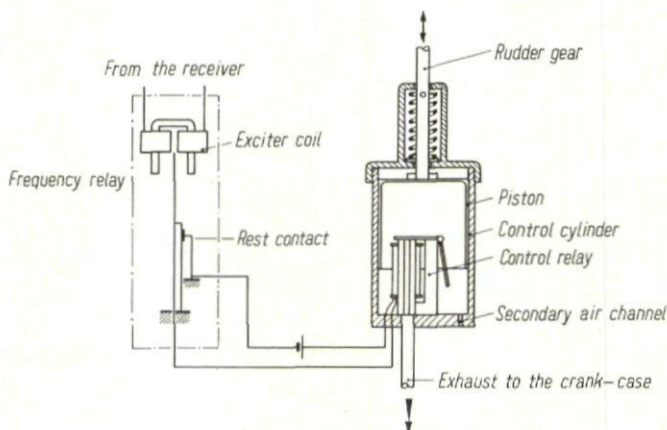 Rudder gear
From the receiver
Exciter coil
Frequency relay
Piston
Control cylinder
Rest contact
Control relay
Secondary air channel
Exhaust to the crank-case